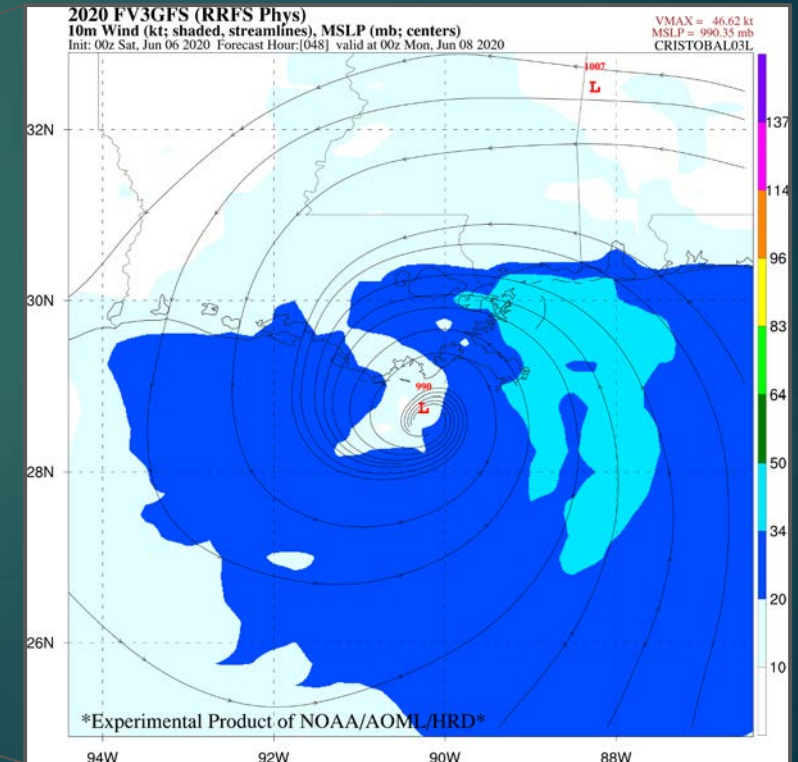 2020 FV3GFS (RRFS Phys)
10m Wind (kt; shaded, streamlines), MSLP (mb; centers)
Init: 00z Sat, Jun 06 2020 Forecast Hour:[048] valid at 00z Mon, Jun 08 2020
VMAX = 46.62 kt
MSLP = 990.35 mb
CRISTOBAL03L
1007
L
32N
30N
28N
26N
990
L
137
114
96
83
64
50
34
20
10
*Experimental Product of NOAA/AOML/HRD*
94W 92W 90W 88W